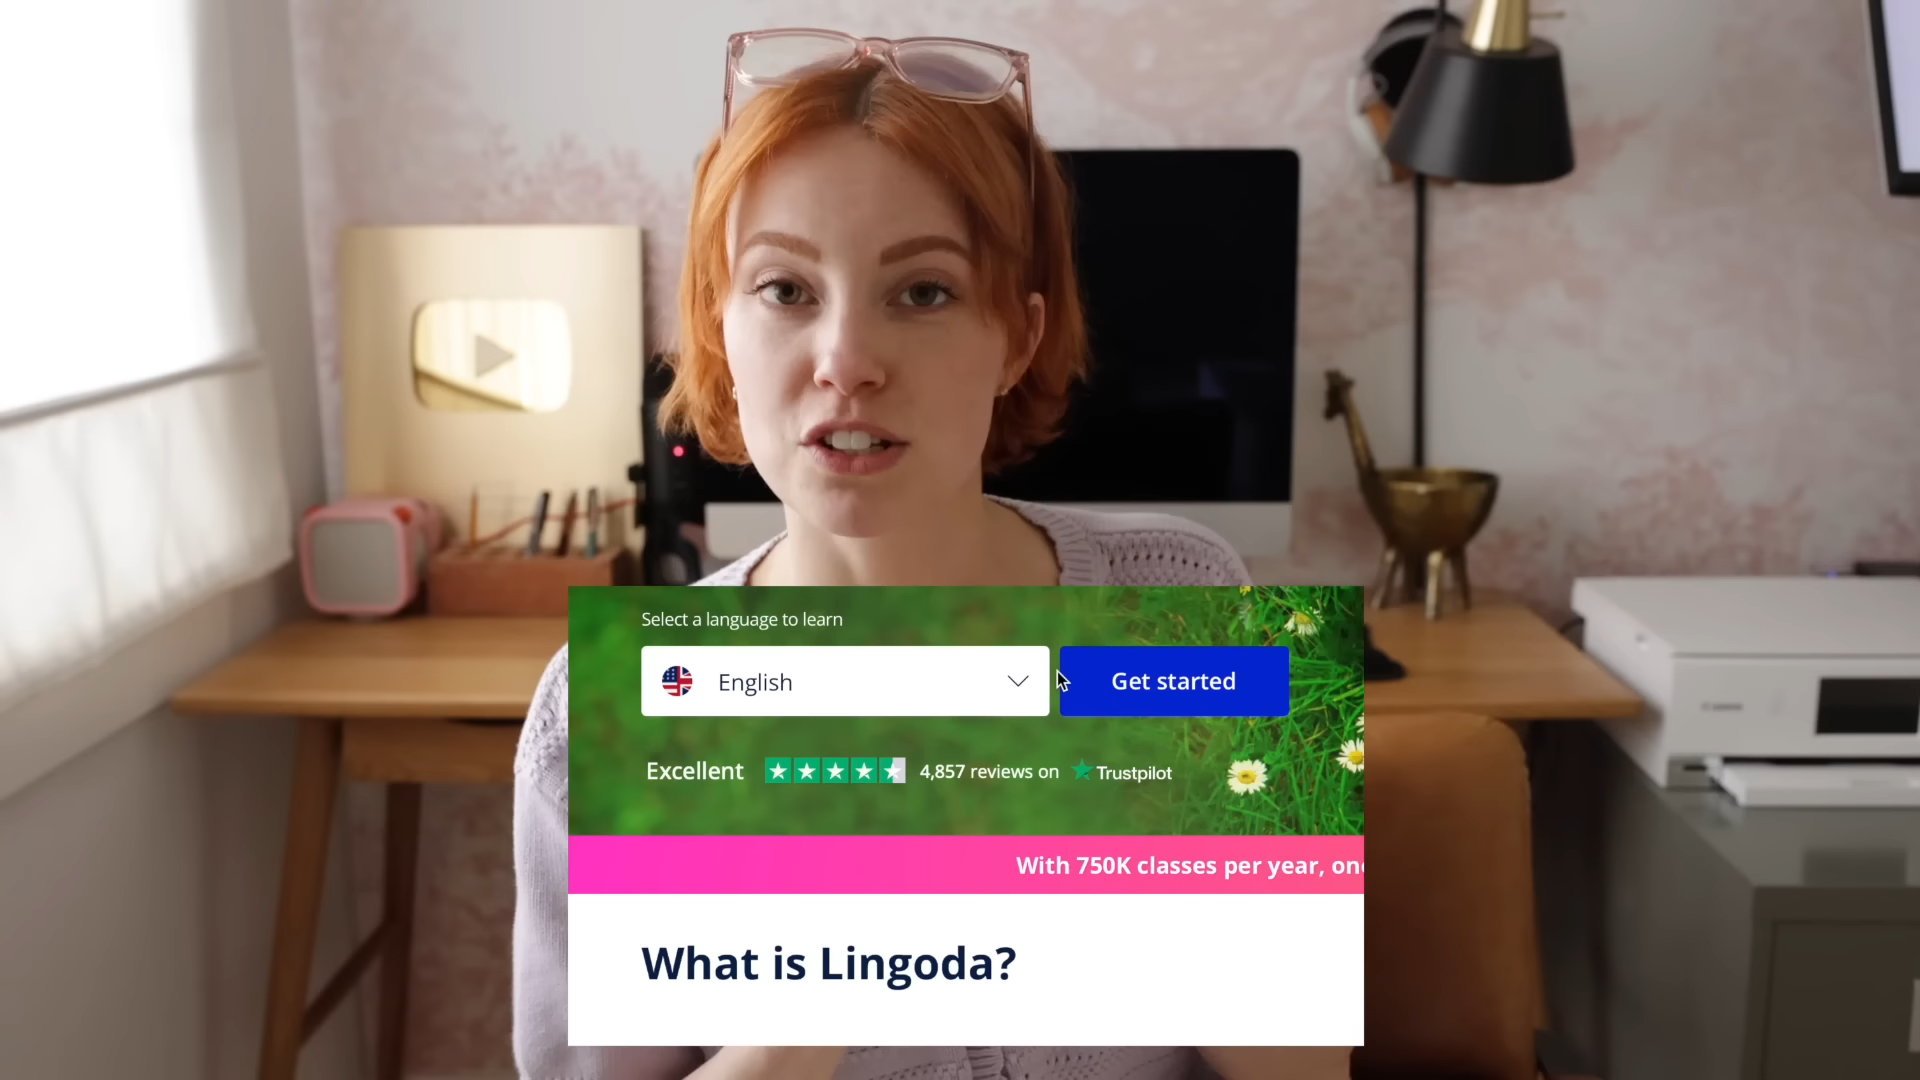 Select a language to learn
English
Get started
Excellent
4,857 reviews on
Trustpilot
With 750K classes per year,
What is Lingoda?